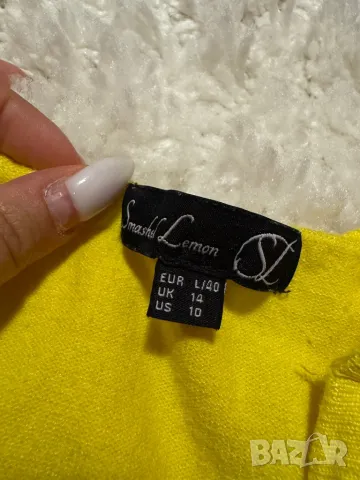 Smashed Lemon SL
EUR L/40
UK 14
US 10
BAZAR